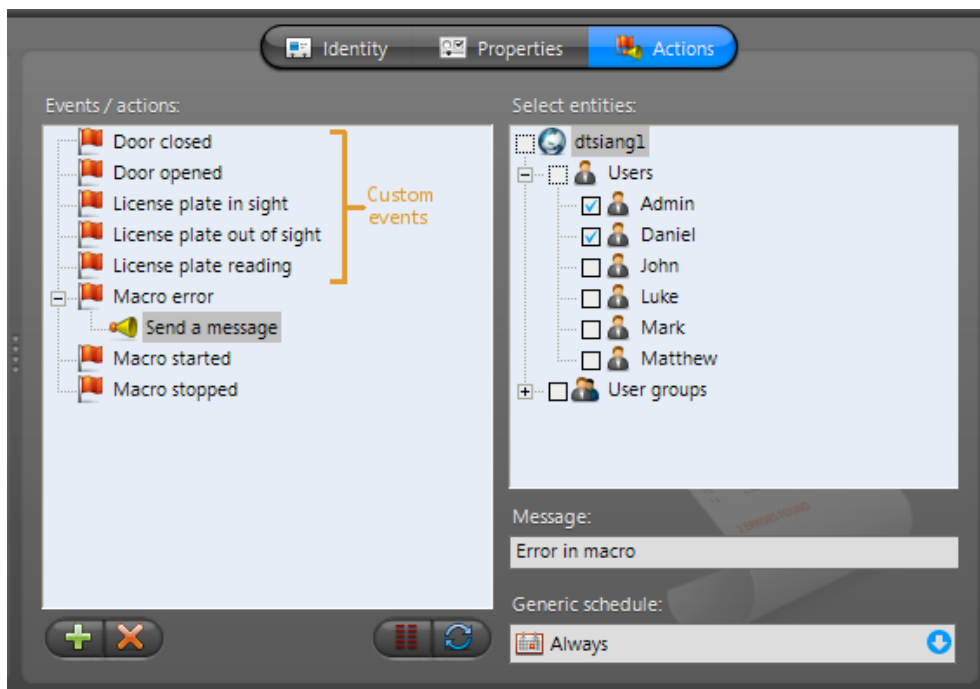 Identity
Properties
Actions
Events / actions:
Door closed
Door opened
License plate in sight
License plate out of sight
License plate reading
Custom
events
Macro error
Send a message
Macro started
Macro stopped
Select entities:
dtsiang1
Users
Admin
Daniel
John
Luke
Mark
Matthew
User groups
Message:
Error in macro
Generic schedule:
Always